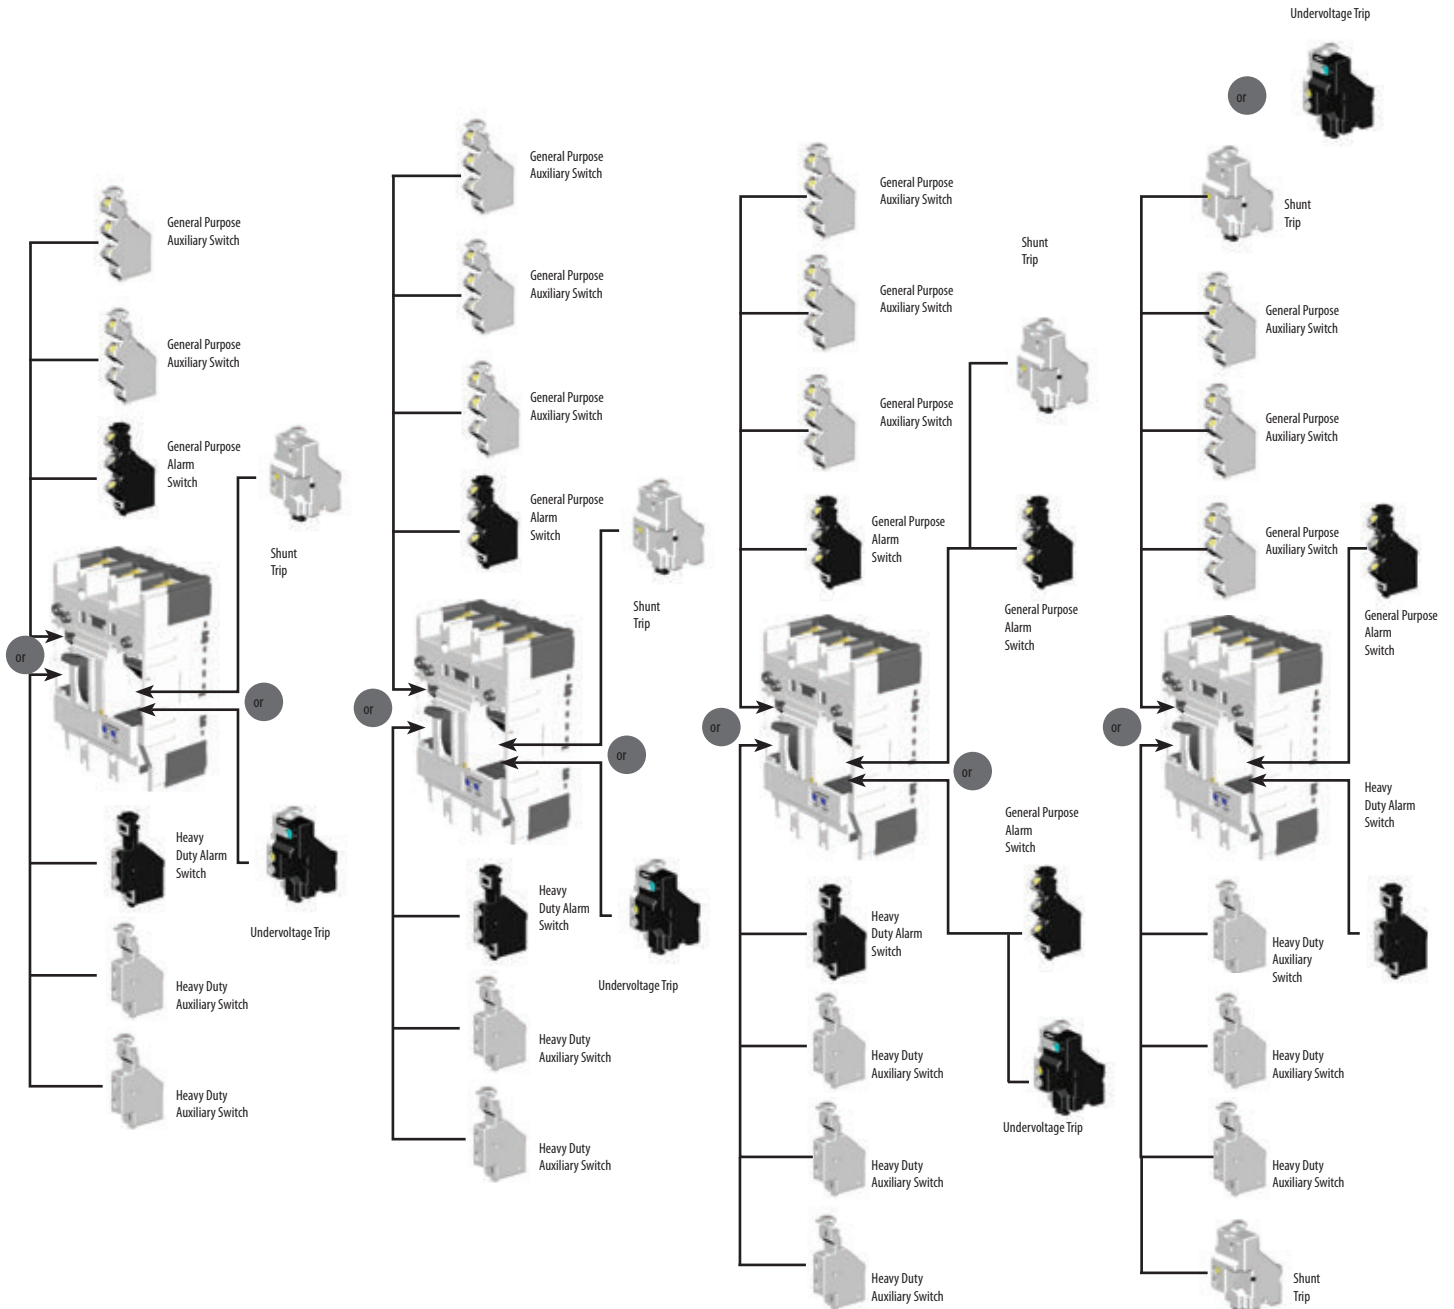 General Purpose
Auxiliary Switch
General Purpose
Auxiliary Switch
General Purpose
Alarm
Switch
Shunt
Trip
or
or
Heavy
Duty Alarm
Switch
Undervoltage Trip
Heavy Duty
Auxiliary Switch
Heavy Duty
Auxiliary Switch
General Purpose
Auxiliary Switch
General Purpose
Auxiliary Switch
General Purpose
Auxiliary Switch
General Purpose
Alarm
Switch
Shunt
Trip
or
or
Heavy
Duty Alarm
Switch
Undervoltage Trip
Heavy Duty
Auxiliary Switch
Heavy Duty
Auxiliary Switch
General Purpose
Auxiliary Switch
Shunt
Trip
General Purpose
Auxiliary Switch
General Purpose
Auxiliary Switch
General Purpose
Alarm
Switch
General Purpose
Alarm
Switch
or
or
General Purpose
Alarm
Switch
Heavy
Duty Alarm
Switch
Heavy Duty
Auxiliary Switch
Undervoltage Trip
Heavy Duty
Auxiliary Switch
Heavy Duty
Auxiliary Switch
Undervoltage Trip
or
Shunt
Trip
General Purpose
Auxiliary Switch
General Purpose
Auxiliary Switch
General Purpose
Auxiliary Switch
General Purpose
Alarm
Switch
or
Heavy
Duty Alarm
Switch
Heavy Duty
Auxiliary
Switch
Heavy Duty
Auxiliary Switch
Heavy Duty
Auxiliary Switch
Shunt
Trip